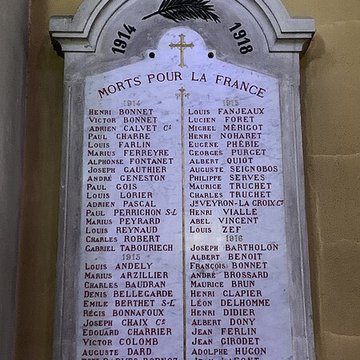 1914 1918
MORTS POUR LA FRANCE
1914
HENRI BONNET
VICTOR BONNET
ADRIEN CALVET Cᵗ
PAUL CHARRE
LOUIS FARLIN
MARIUS FERREYRE
ALPHONSE FONTANET
JOSEPH GAUTHIER
ANDRÉ GENESTON
PAUL GOIS
LOUIS LORIER
ADRIEN PASCAL
PAUL PERRICHON S-L
MARIUS PEYRARD
LOUIS REYNAUD
CHARLES ROBERT
GABRIEL TABOURIECH
1915
LOUIS ANDELY
MARIUS ARZILLIER
CHARLES BAUDRAN
DENIS BELLEGARDE
EMILE BERTHET S-L
RÉGIS BONNAFOUX
JOSEPH CHAIX
EDOUARD CHARRIER
VICTOR COLOMB
AUGUSTE DARD
1915
LOUIS FANJEAUX
LUCIEN FORET
MICHEL MÉRIGOT
HENRI NOHARET
EUGÈNE PHÉBIE
GEORGES PURGET
ALBERT QUIOT
AUGUSTE SEIGNOBOS
PHILIPPE SERVES
MAURICE TRUCHET
CHARLES TRUCHET
Jʰ VEYRON-LA CROIX
HENRI VIALLE
ABEL VINCENT
LOUIS ZEF
1916
JOSEPH BARTHOLON
ALBERT BENOIT
FRANÇOIS BONNET
ANDRÉ BROSSARD
MAURICE BRUN
HENRI CLAPIER
LÉON DELHOMME
HENRI DIDIER
ALBERT DONY
JEAN FERLIN
JEAN GIRODET
ADOLPHE HUGON